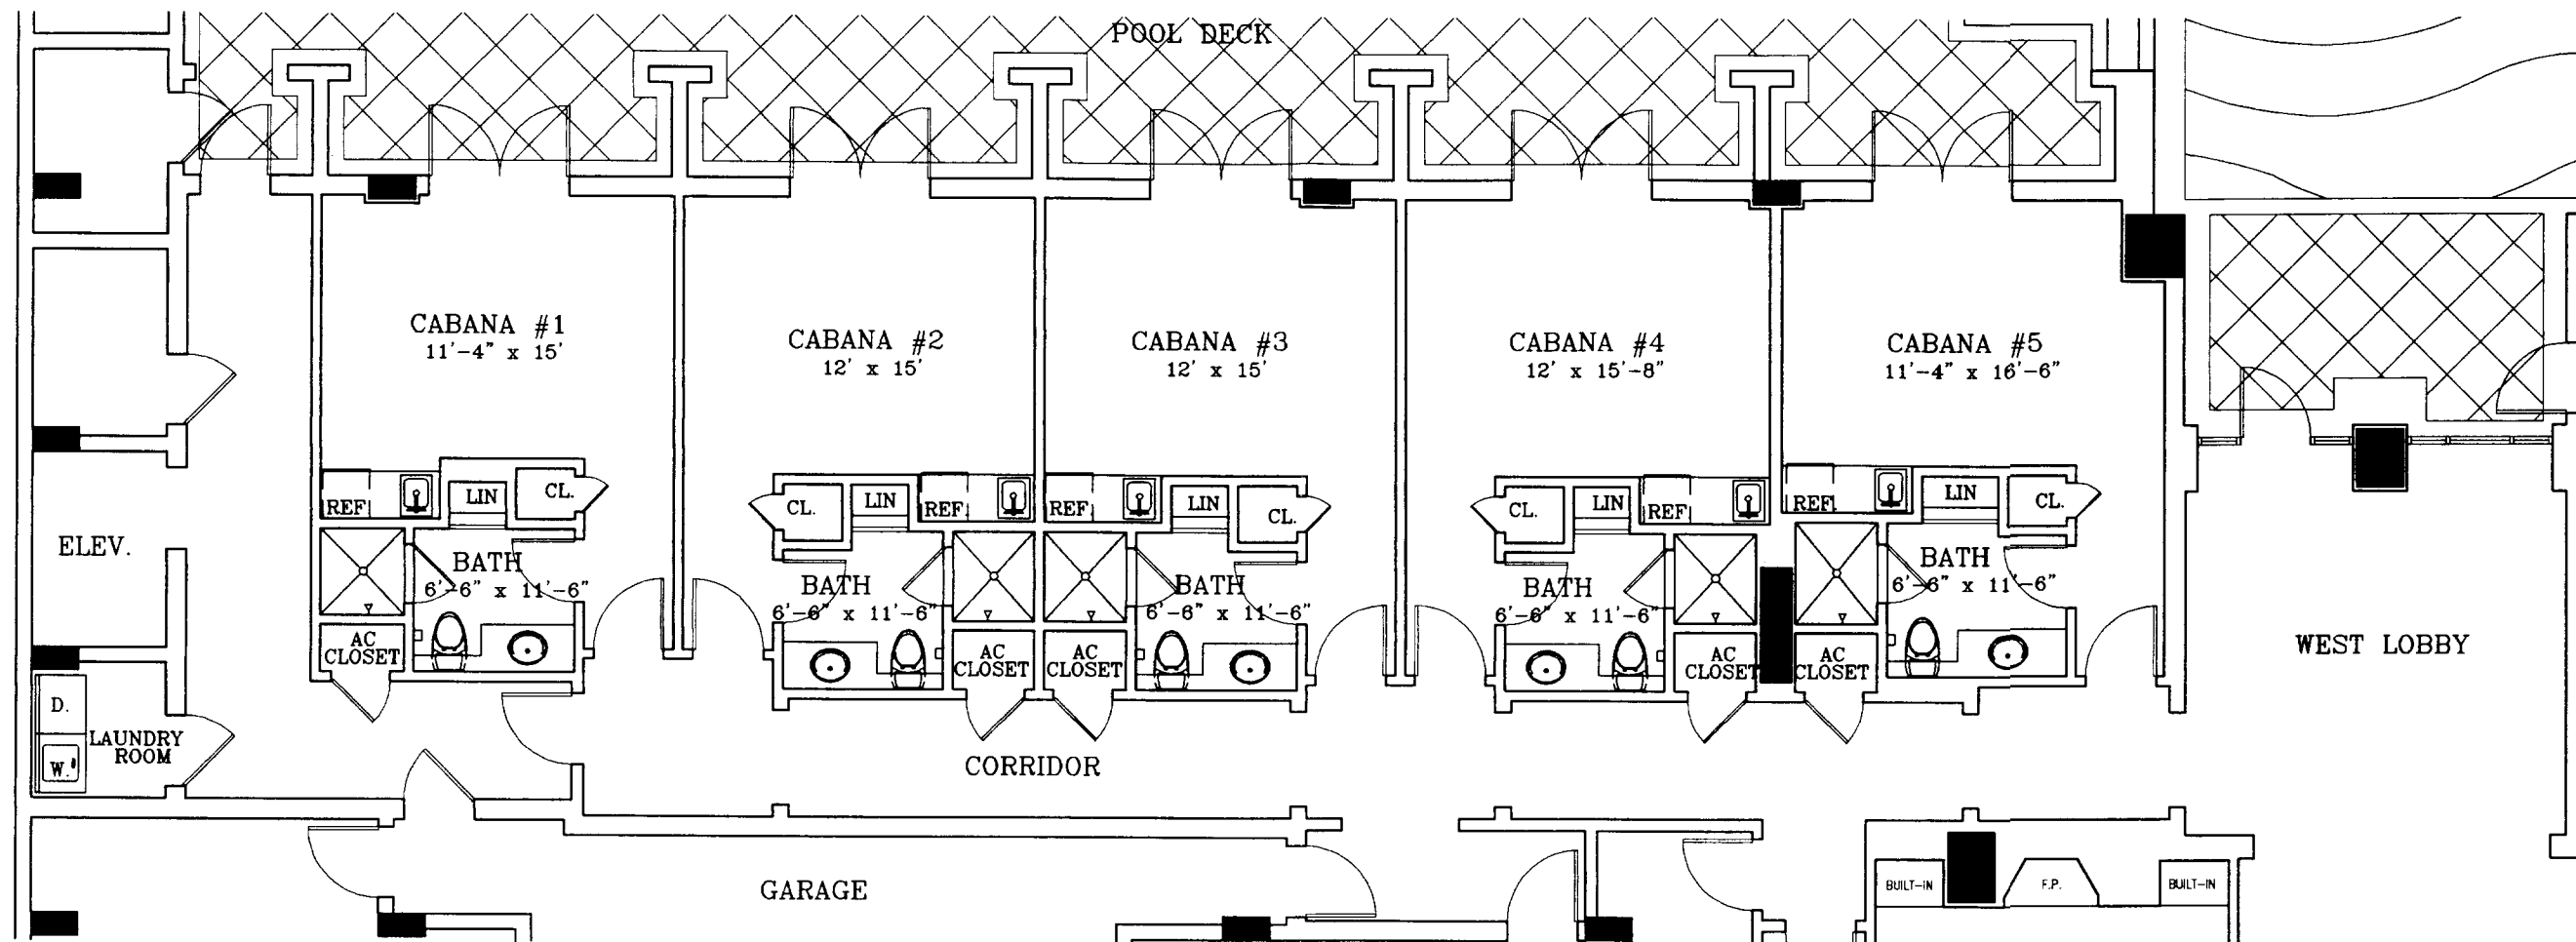 POOL DECK
CABANA #1
11'-4" x 15'
CABANA #2
12' x 15'
CABANA #3
12' x 15'
CABANA #4
12' x 15'-8"
CABANA #5
11'-4" x 16'-6"
REF
LIN
CL.
CL.
LIN
REF
REF
LIN
CL.
CL.
LIN
REF
REF
LIN
CL.
ELEV.
BATH
6'-6" x 11'-6"
BATH
6'-6" x 11'-6"
BATH
6'-6" x 11'-6"
BATH
6'-6" x 11'-6"
BATH
6'-6" x 11'-6"
AC
CLOSET
AC
CLOSET
AC
CLOSET
AC
CLOSET
AC
CLOSET
WEST LOBBY
D.
LAUNDRY
ROOM
W.
CORRIDOR
GARAGE
BUILT-IN
F.P.
BUILT-IN